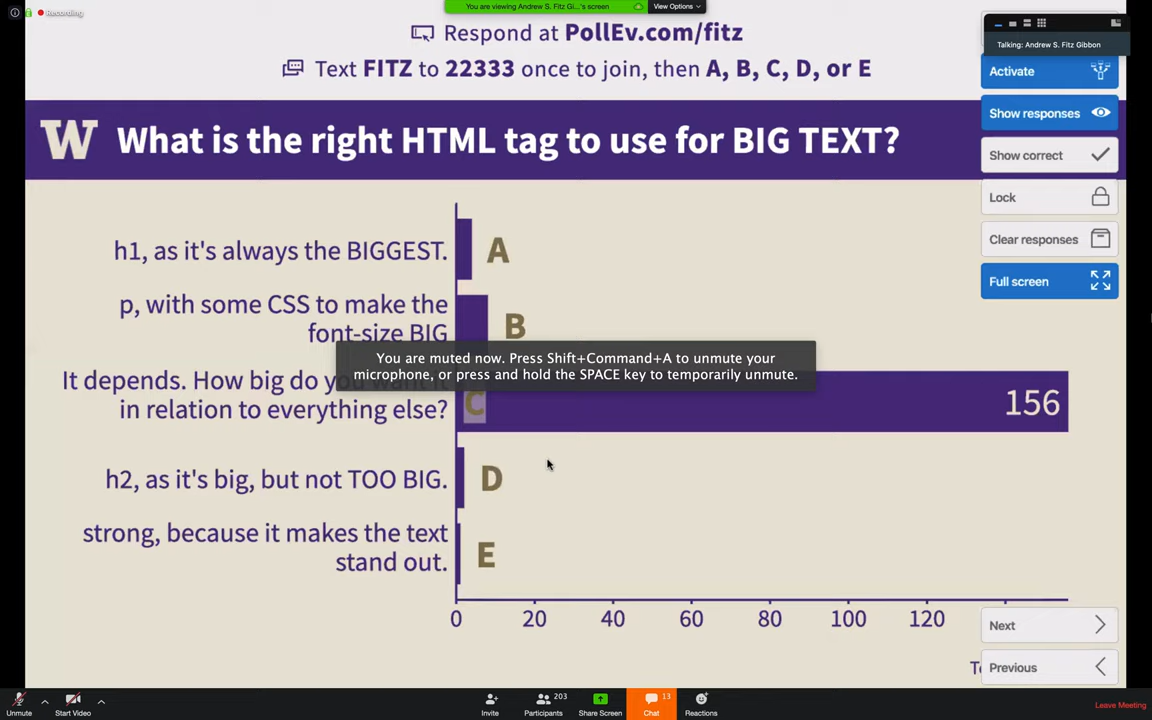 Recording
You are viewing Andrew S. Fitz Gi...'s screen
View Options
Respond at PollEv.com/fitz
Text FITZ to 22333 once to join, then A, B, C, D, or E
Talking: Andrew S. Fitz Gibbon
Activate
Show responses
Show correct
Lock
Clear responses
Full screen
W What is the right HTML tag to use for BIG TEXT?
h1, as it's always the BIGGEST.
A
p, with some CSS to make the
font-size BIG
B
You are muted now. Press Shift+Command+A to unmute your
microphone, or press and hold the SPACE key to temporarily unmute.
It depends. How big do you want it
in relation to everything else?
C
156
h2, as it's big, but not TOO BIG.
D
strong, because it makes the text
stand out.
E
0 20 40 60 80 100 120
Next
Previous
Unmute
Start Video
Invite
203
Participants
Share Screen
13
Chat
Reactions
Leave Meeting